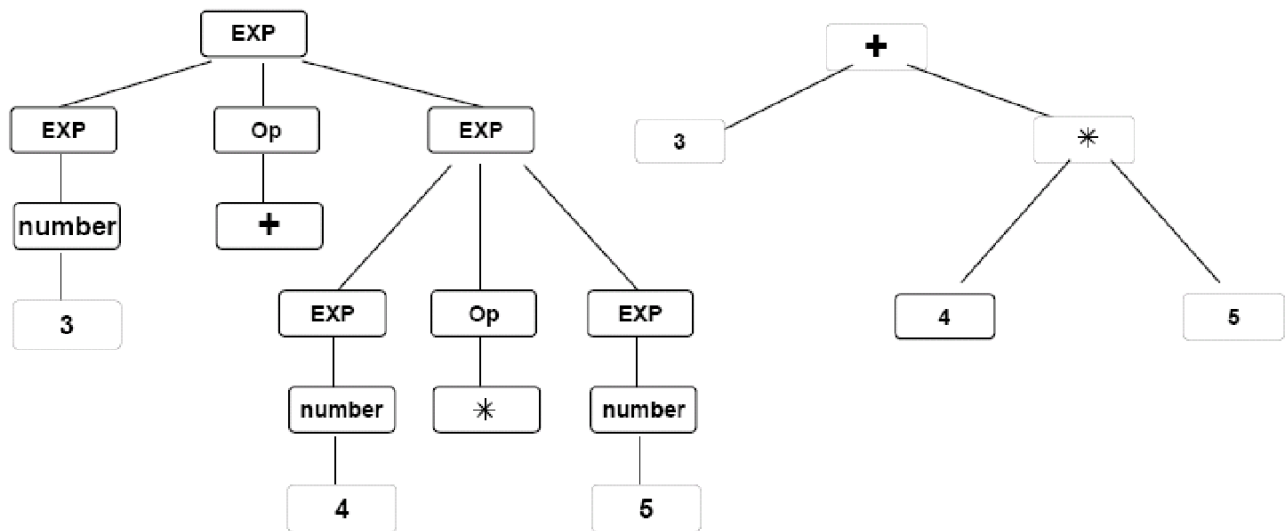 EXP
EXP Op EXP
number +
3
EXP Op EXP
number * number
4 5
+
3 *
4 5